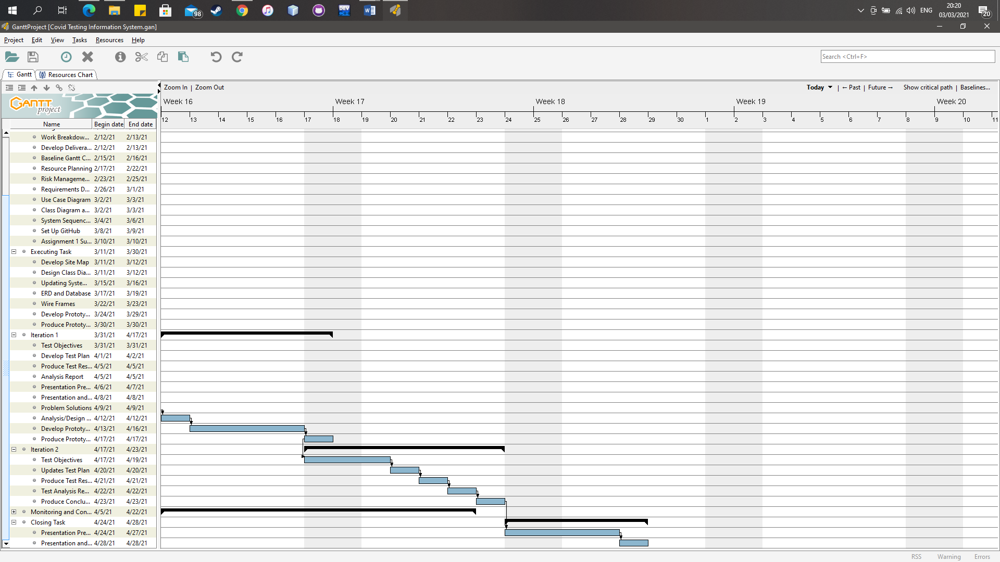 98
ENG
20:20
03/03/2021
20
GanttProject [Covid Testing Information System.gan]
Project Edit View Tasks Resources Help
Search <Ctrl+F>
Gantt Resources Chart
Zoom In | Zoom Out Today | ← Past | Future → Show critical path | Baselines...
GANTT project
Week 16 Week 17 Week 18 Week 19 Week 20
12 13 14 15 16 17 18 19 20 21 22 23 24 25 26 27 28 29 30 1 2 3 4 5 6 7 8 9 10 11
Name Begin date End date
Work Breakdow... 2/12/21 2/13/21
Develop Delivera... 2/12/21 2/13/21
Baseline Gantt C... 2/15/21 2/16/21
Resource Planning 2/17/21 2/22/21
Risk Manageme... 2/23/21 2/25/21
Requirements D... 2/26/21 3/1/21
Use Case Diagram 3/2/21 3/3/21
Class Diagram a... 3/2/21 3/3/21
System Sequenc... 3/4/21 3/6/21
Set Up GitHub 3/8/21 3/9/21
Assignment 1 Su... 3/10/21 3/10/21
Executing Task 3/11/21 3/30/21
Develop Site Map 3/11/21 3/12/21
Design Class Dia... 3/11/21 3/12/21
Updating Syste... 3/15/21 3/16/21
ERD and Database 3/17/21 3/19/21
Wire Frames 3/22/21 3/23/21
Develop Prototy... 3/24/21 3/29/21
Produce Prototy... 3/30/21 3/30/21
Iteration 1 3/31/21 4/17/21
Test Objectives 3/31/21 3/31/21
Develop Test Plan 4/1/21 4/2/21
Produce Test Res... 4/5/21 4/5/21
Analysis Report 4/5/21 4/5/21
Presentation Pre... 4/6/21 4/7/21
Presentation and... 4/8/21 4/8/21
Problem Solutions 4/9/21 4/9/21
Analysis/Design ... 4/12/21 4/12/21
Develop Prototy... 4/13/21 4/16/21
Produce Prototy... 4/17/21 4/17/21
Iteration 2 4/17/21 4/23/21
Test Objectives 4/17/21 4/19/21
Updates Test Plan 4/20/21 4/20/21
Produce Test Res... 4/21/21 4/21/21
Test Analysis Re... 4/22/21 4/22/21
Produce Conclu... 4/23/21 4/23/21
Monitoring and Con... 4/5/21 4/22/21
Closing Task 4/24/21 4/28/21
Presentation Pre... 4/24/21 4/27/21
Presentation and... 4/28/21 4/28/21
RSS Warning Errors